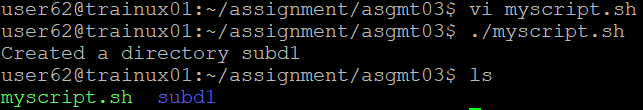 user62@trainux01:~/assignment/asgmt03$ vi myscript.sh
user62@trainux01:~/assignment/asgmt03$ ./myscript.sh
Created a directory subd1
user62@trainux01:~/assignment/asgmt03$ ls
myscript.sh  subd1